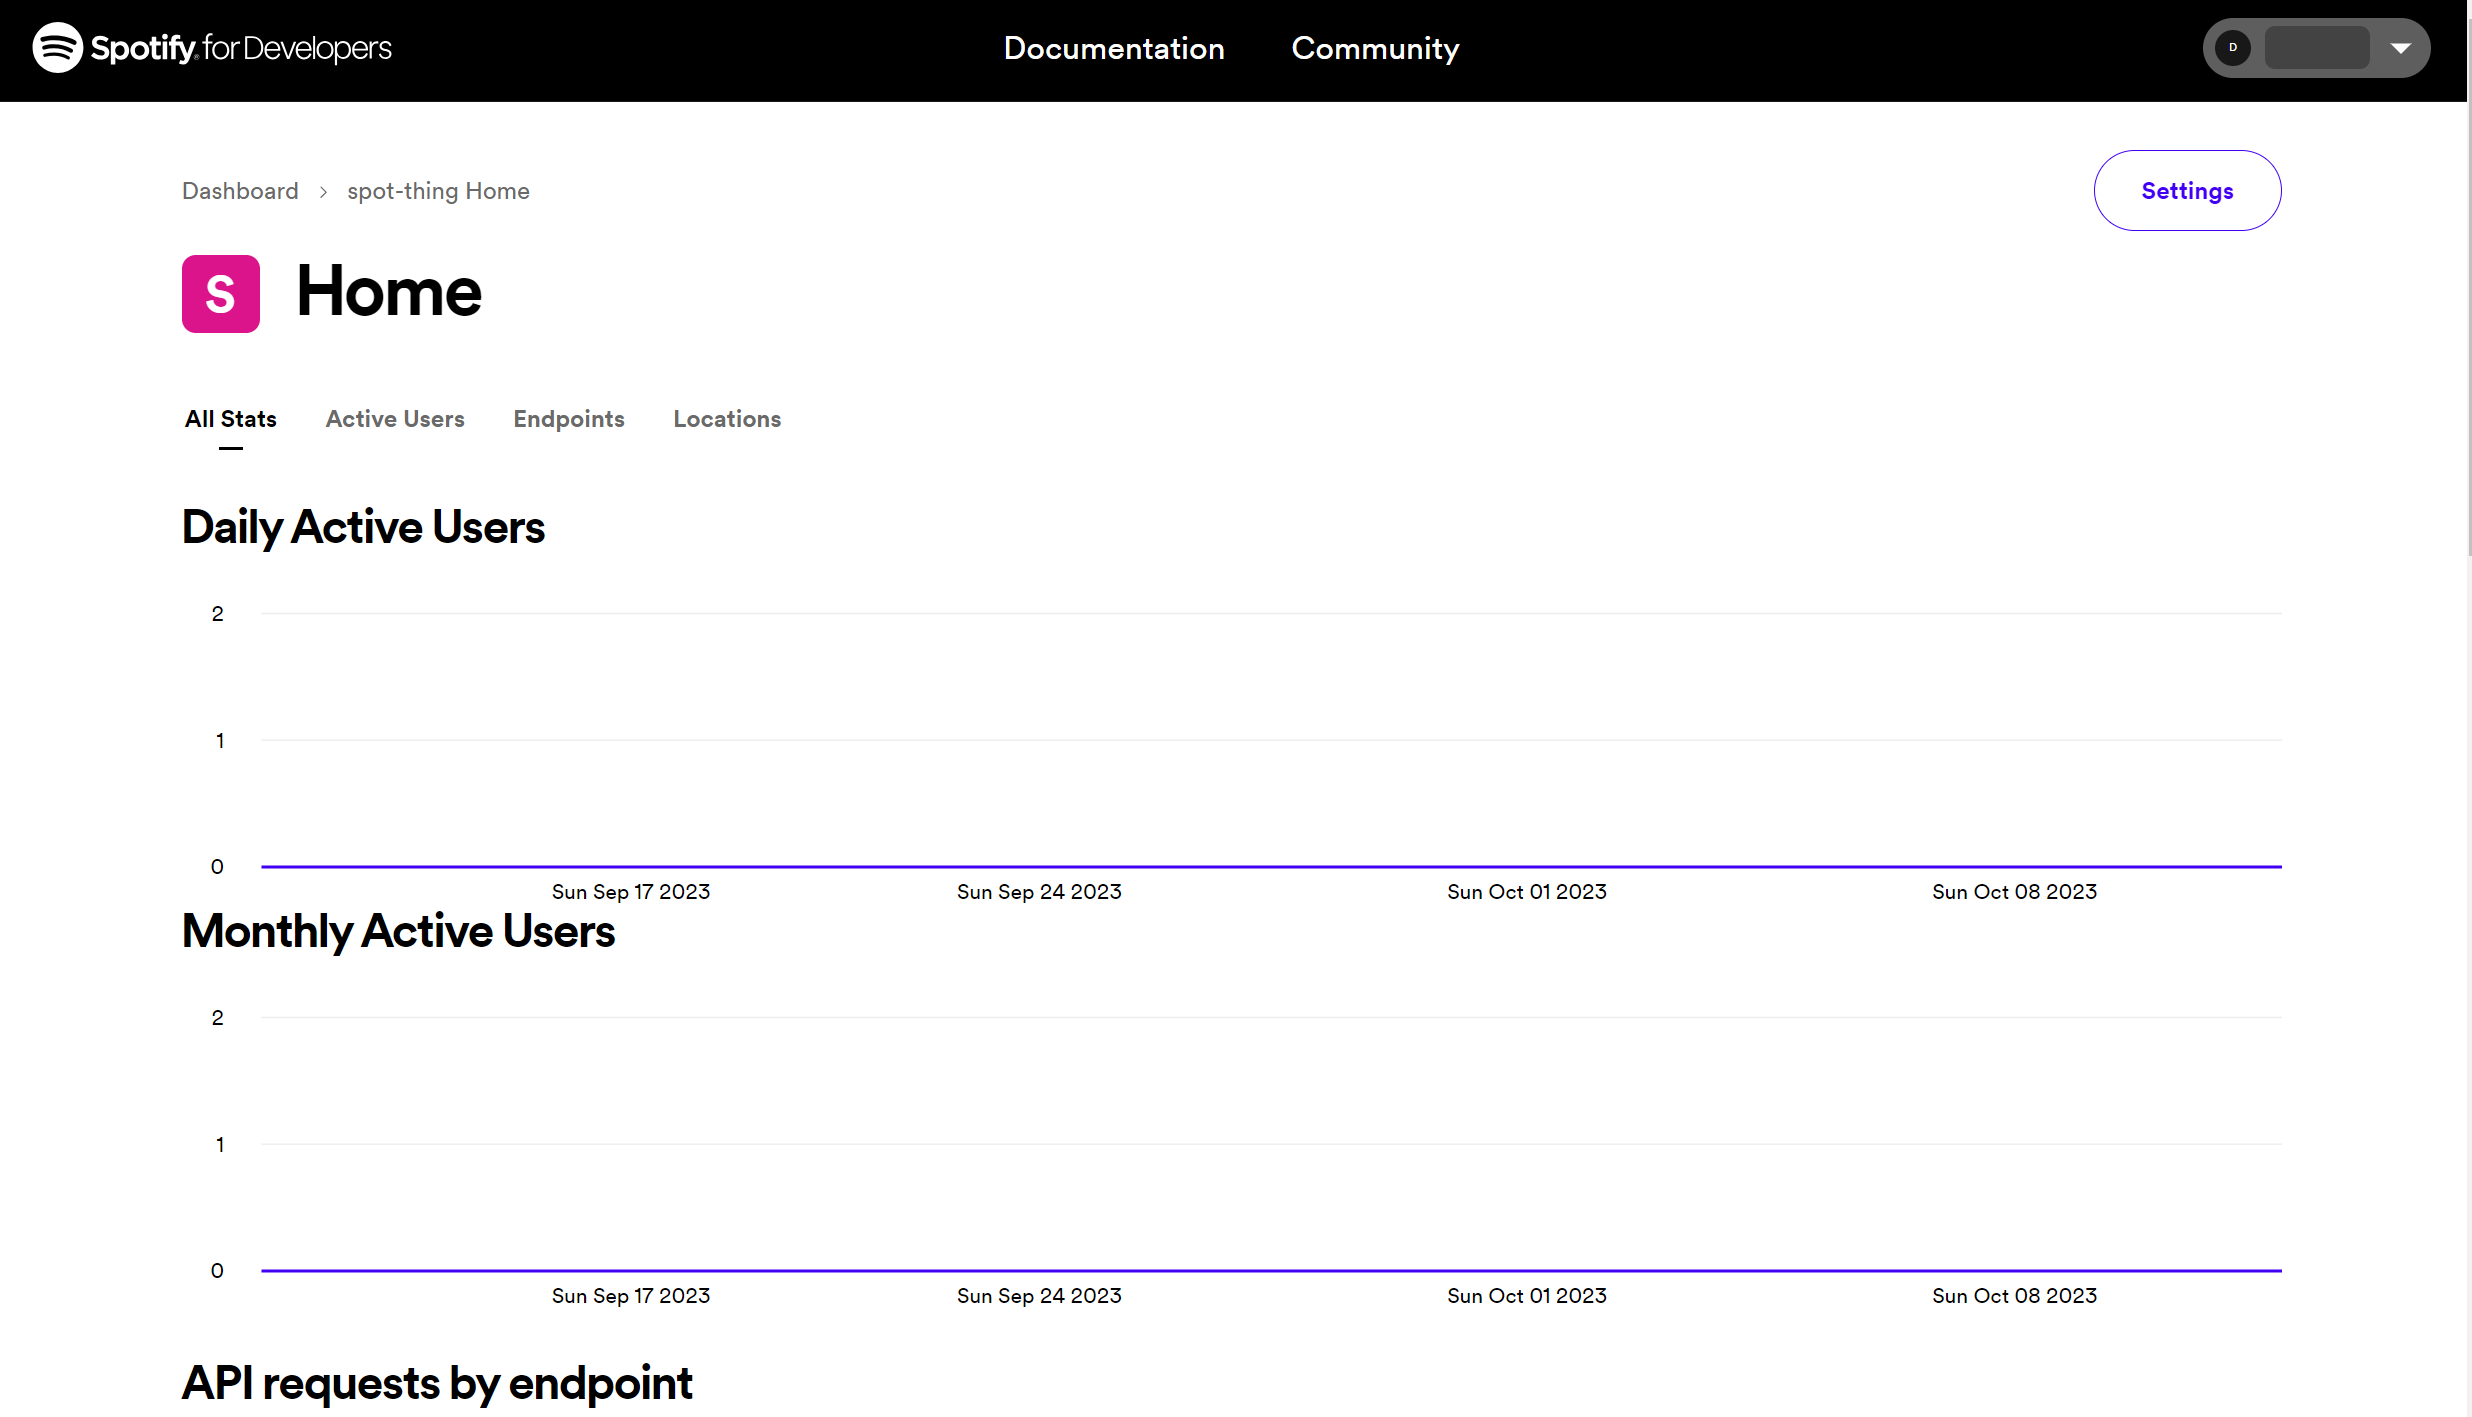 Spotify® for Developers
Documentation Community
D
Dashboard > spot-thing Home
Settings
S Home
All Stats Active Users Endpoints Locations
Daily Active Users
2
1
0
Sun Sep 17 2023 Sun Sep 24 2023 Sun Oct 01 2023 Sun Oct 08 2023
Monthly Active Users
2
1
0
Sun Sep 17 2023 Sun Sep 24 2023 Sun Oct 01 2023 Sun Oct 08 2023
API requests by endpoint